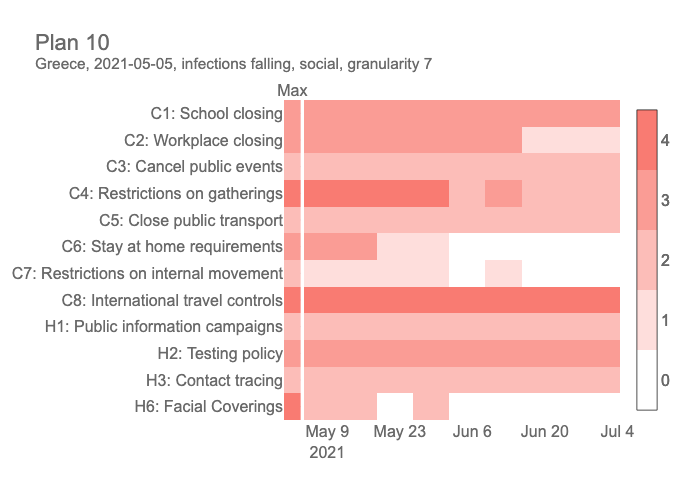 Plan 10
Greece, 2021-05-05, infections falling, social, granularity 7
Max
C1: School closing
C2: Workplace closing
C3: Cancel public events
C4: Restrictions on gatherings
C5: Close public transport
C6: Stay at home requirements
C7: Restrictions on internal movement
C8: International travel controls
H1: Public information campaigns
H2: Testing policy
H3: Contact tracing
H6: Facial Coverings
May 9 May 23 Jun 6 Jun 20 Jul 4
2021
4
3
2
1
0